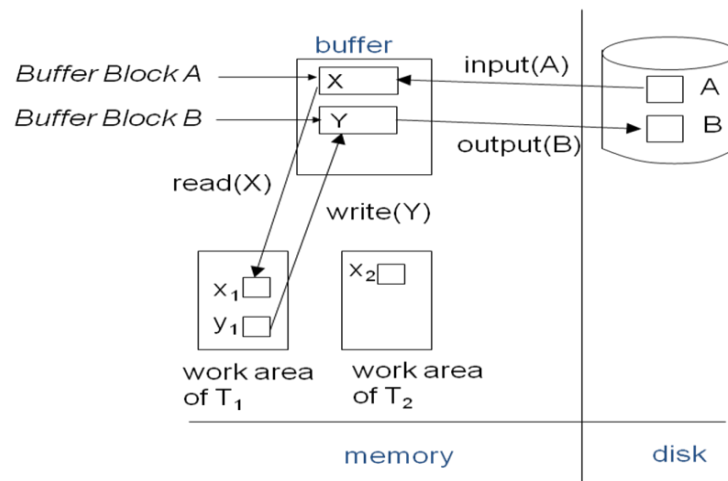 buffer
Buffer Block A
X
input(A)
A
Buffer Block B
Y
output(B)
B
read(X)
write(Y)
x₁
y₁
x₂
work area
of T₁
work area
of T₂
memory
disk